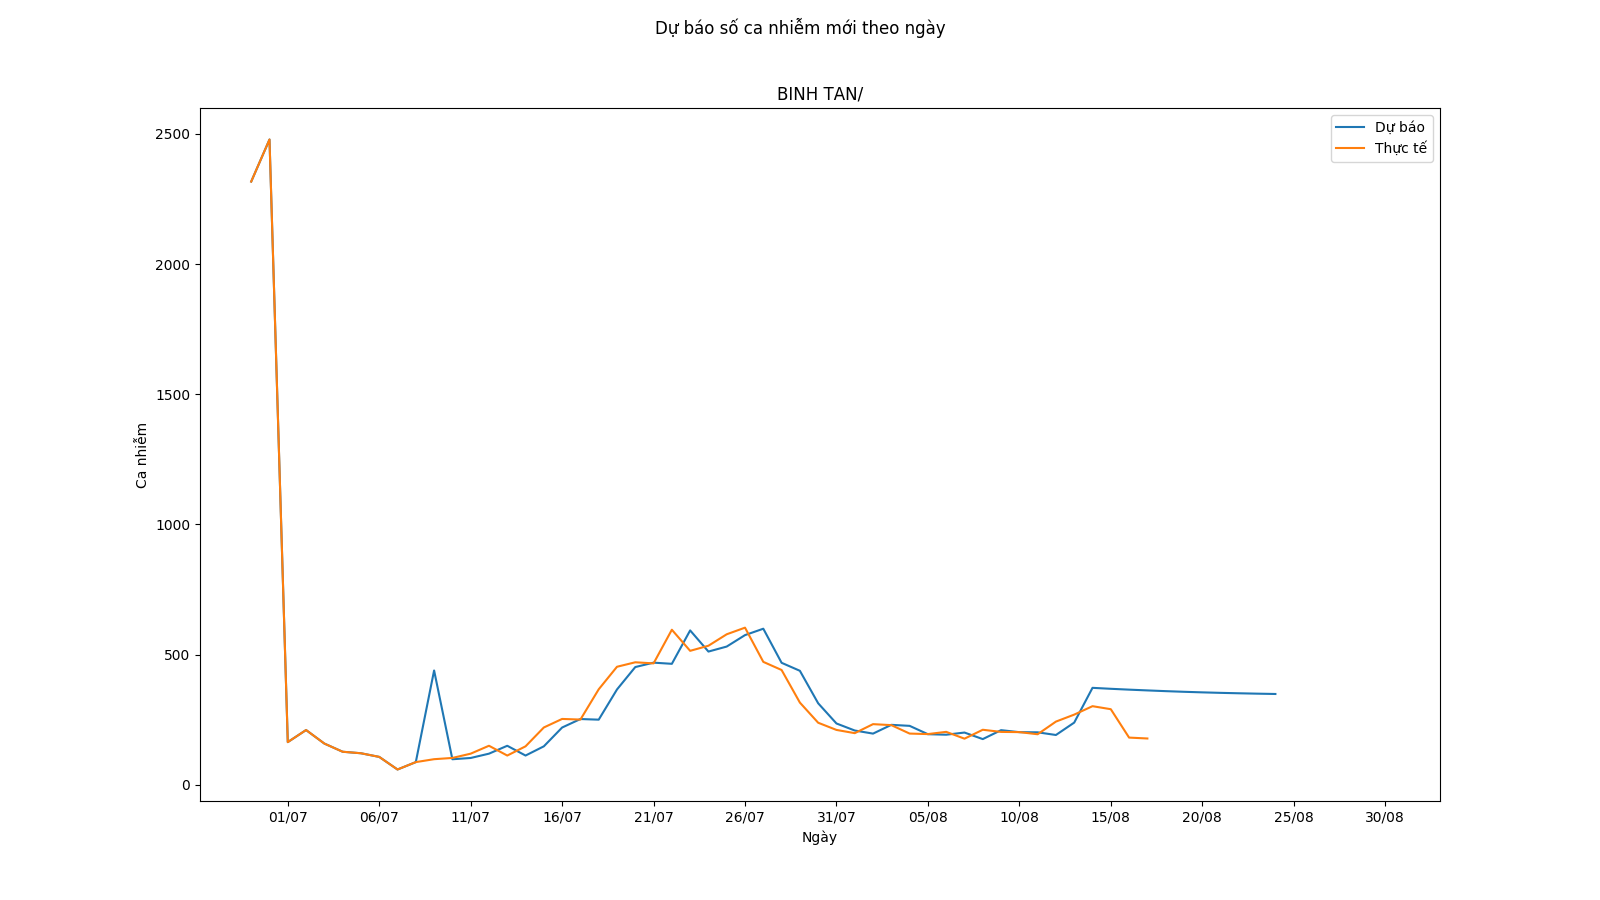 Dự báo số ca nhiễm mới theo ngày
BINH TAN/
Dự báo
Thực tế
2500
2000
1500
1000
500
0
Ca nhiễm
01/07 06/07 11/07 16/07 21/07 26/07 31/07 05/08 10/08 15/08 20/08 25/08 30/08
Ngày